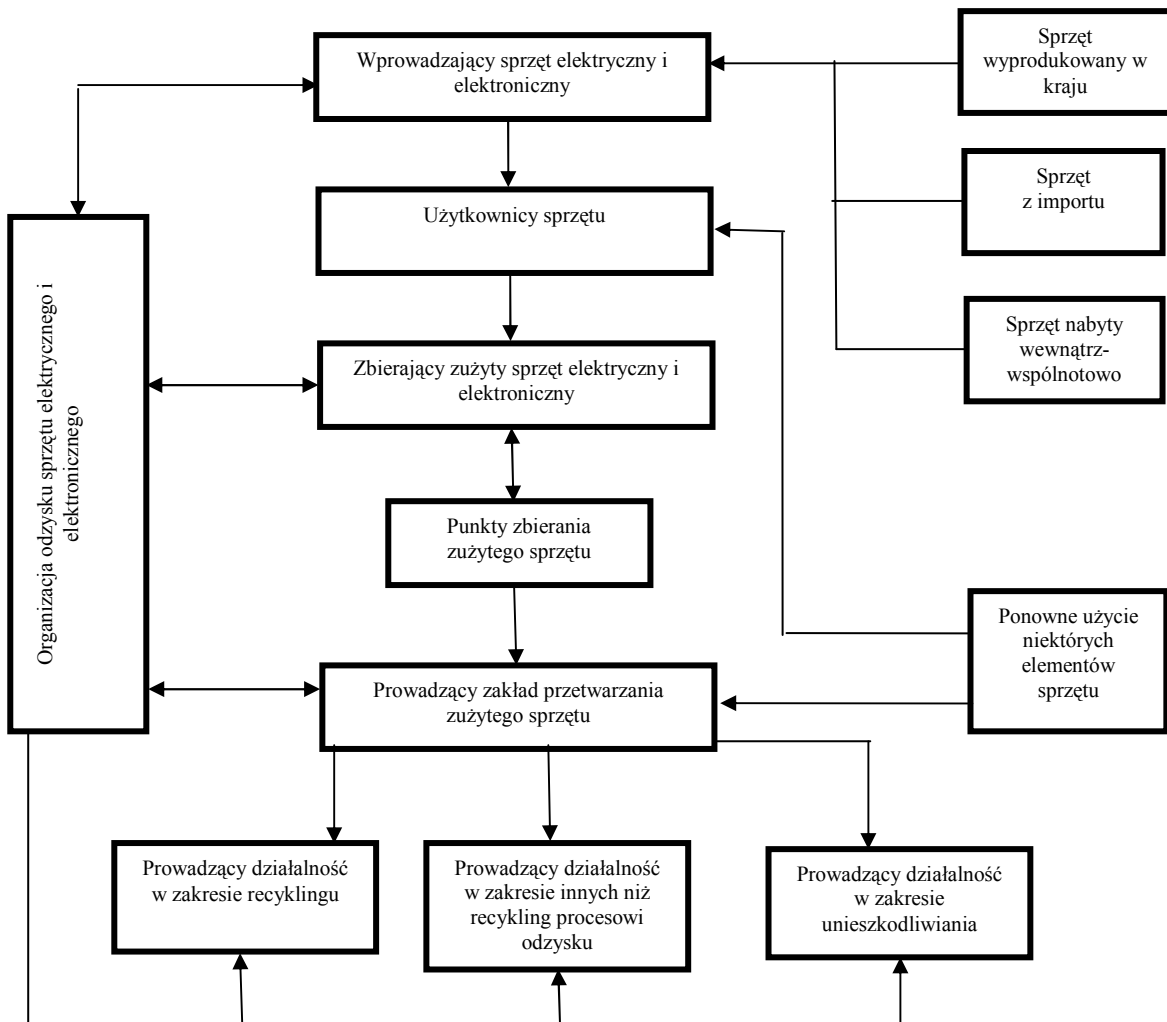 Wprowadzający sprzęt elektryczny i
elektroniczny
Sprzęt
wyprodukowany w
kraju
Użytkownicy sprzętu
Sprzęt
z importu
Organizacja odzysku sprzętu elektrycznego i
elektronicznego
Zbierający zużyty sprzęt elektryczny i
elektroniczny
Sprzęt nabyty
wewnątrz-
wspólnotowo
Punkty zbierania
zużytego sprzętu
Prowadzący zakład przetwarzania
zużytego sprzętu
Ponowne użycie
niektórych
elementów
sprzętu
Prowadzący działalność
w zakresie recyklingu
Prowadzący działalność
w zakresie innych niż
recykling procesowi
odzysku
Prowadzący działalność
w zakresie
unieszkodliwiania